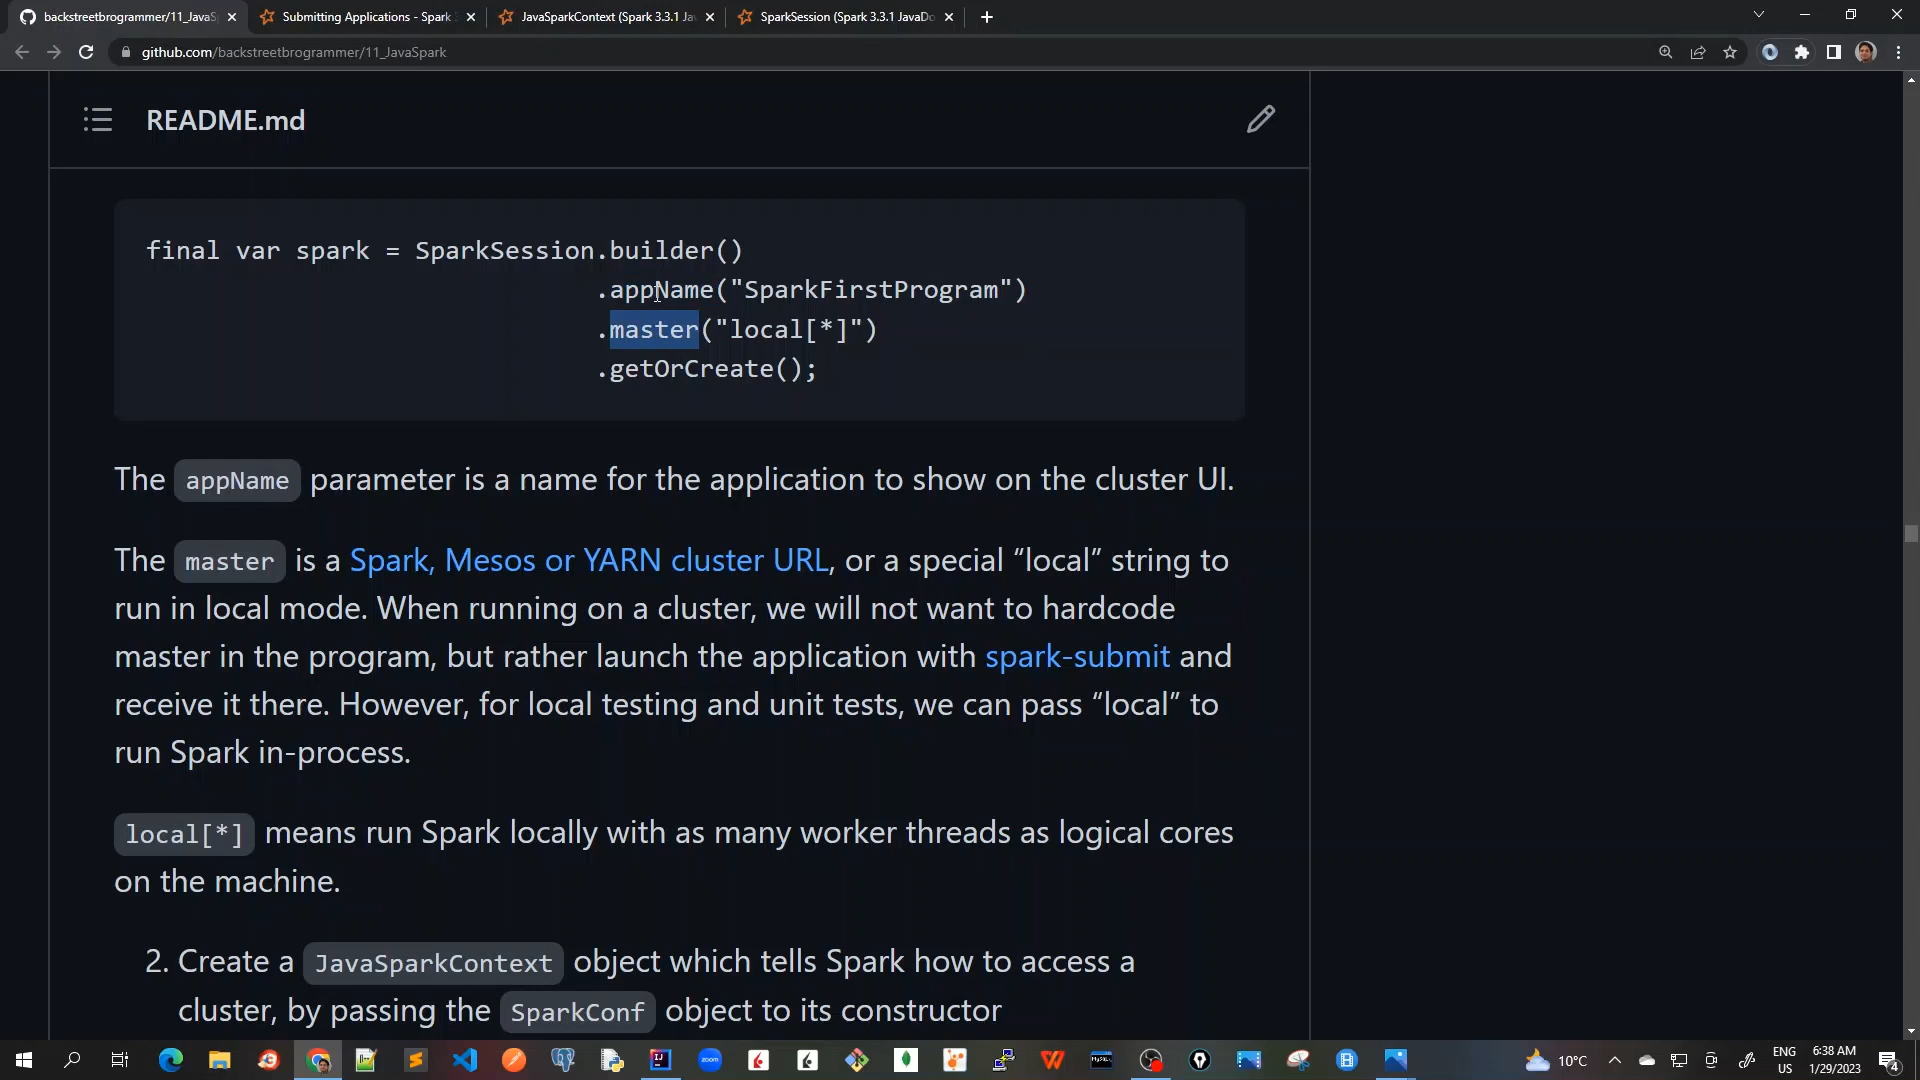 backstreetbrogrammer/11_JavaS
Submitting Applications - Spark 3
JavaSparkContext (Spark 3.3.1 Ja
SparkSession (Spark 3.3.1 JavaDo
github.com/backstreetbrogrammer/11_JavaSpark
README.md
final var spark = SparkSession.builder()
.appName("SparkFirstProgram")
.master("local[*]")
.getOrCreate();
The appName parameter is a name for the application to show on the cluster UI.
The master is a Spark, Mesos or YARN cluster URL, or a special “local” string to
run in local mode. When running on a cluster, we will not want to hardcode
master in the program, but rather launch the application with spark-submit and
receive it there. However, for local testing and unit tests, we can pass “local” to
run Spark in-process.
local[*] means run Spark locally with as many worker threads as logical cores
on the machine.
2. Create a JavaSparkContext object which tells Spark how to access a
cluster, by passing the SparkConf object to its constructor
10°C
ENG
US
6:38 AM
1/29/2023
4